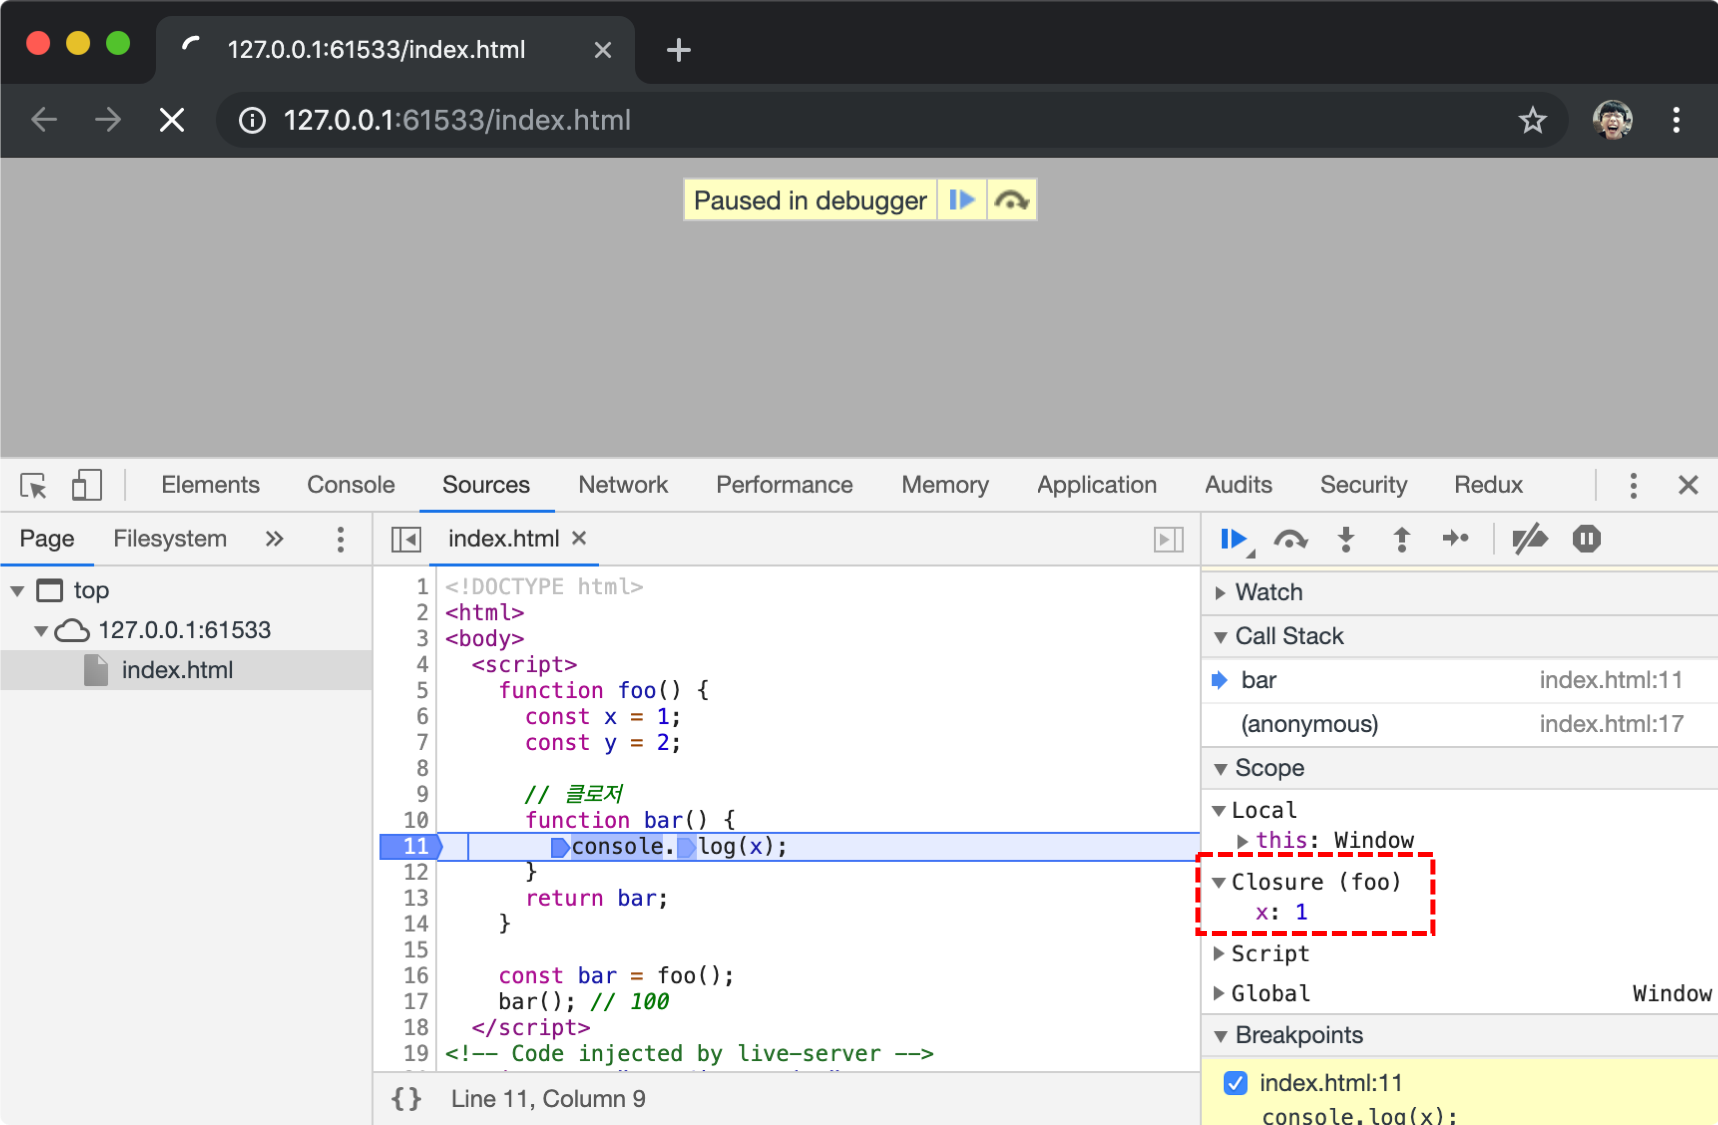 127.0.0.1:61533/index.html
127.0.0.1:61533/index.html
Paused in debugger
Elements Console Sources Network Performance Memory Application Audits Security Redux
Page Filesystem
top
127.0.0.1:61533
index.html
index.html
1 <!DOCTYPE html>
2 <html>
3 <body>
4 <script>
5 function foo() {
6 const x = 1;
7 const y = 2;
8
9 // 클로저
10 function bar() {
11 console.log(x);
12 }
13 return bar;
14 }
15
16 const bar = foo();
17 bar(); // 100
18 </script>
19 <!-- Code injected by live-server -->
{} Line 11, Column 9
Watch
Call Stack
bar index.html:11
(anonymous) index.html:17
Scope
Local
this: Window
Closure (foo)
x: 1
Script
Global Window
Breakpoints
index.html:11
console.log(x);